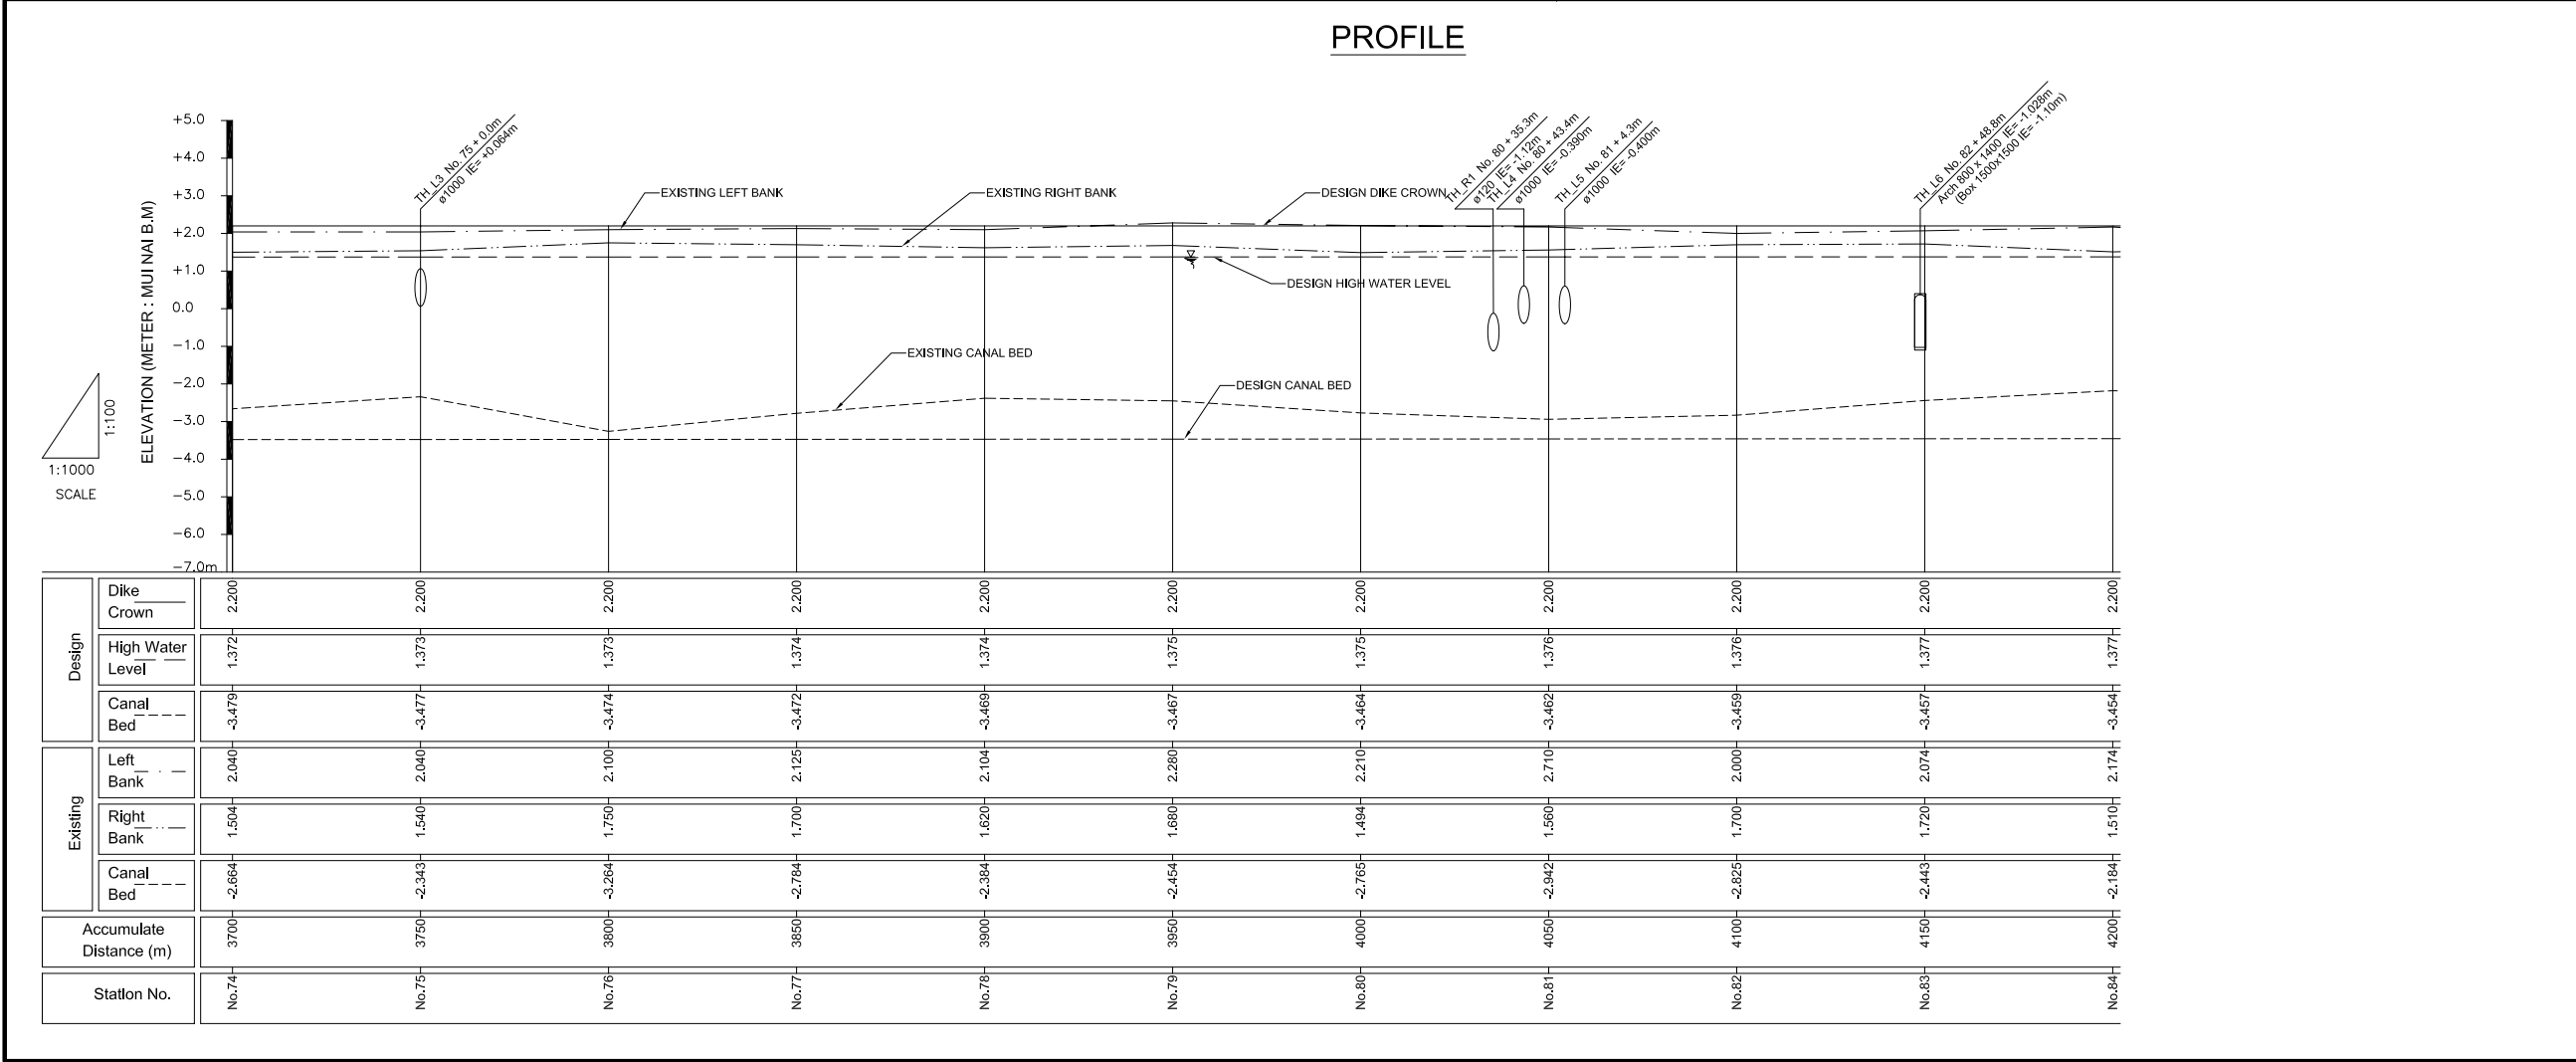 PROFILE
TH_L3 No. 75 + 0.0m
ø1000 IE= +0.064m
TH_R1 No. 80 + 35.3m
ø120 IE= -1.12m
TH_L4 No. 80 + 43.4m
ø1000 IE= -0.390m
TH_L5 No. 81 + 4.3m
ø1000 IE= -0.400m
TH_L6 No. 82 + 48.8m
Arch 800 x 1400 IE= -1.028m
(Box 1500x1500 IE= -1.10m)
ELEVATION (METER : MUI NAI B.M)
+5.0
+4.0
+3.0
+2.0
+1.0
0.0
-1.0
-2.0
-3.0
-4.0
-5.0
-6.0
-7.0m
EXISTING LEFT BANK
EXISTING RIGHT BANK
DESIGN DIKE CROWN
DESIGN HIGH WATER LEVEL
EXISTING CANAL BED
DESIGN CANAL BED
1:100
1:1000
SCALE
Design
Dike
Crown
2.200 2.200 2.200 2.200 2.200 2.200 2.200 2.200 2.200 2.200 2.200
High Water
Level
1.372 1.373 1.373 1.374 1.374 1.375 1.375 1.376 1.376 1.377 1.377
Canal
Bed
-3.479 -3.477 -3.474 -3.472 -3.469 -3.467 -3.464 -3.462 -3.459 -3.457 -3.454
Existing
Left
Bank
2.040 2.040 2.100 2.125 2.104 2.280 2.210 2.710 2.000 2.074 2.174
Right
Bank
1.504 1.540 1.750 1.700 1.620 1.680 1.494 1.560 1.700 1.720 1.510
Canal
Bed
-2.664 -2.343 -3.264 -2.784 -2.384 -2.454 -2.765 -2.942 -2.825 -2.443 -2.184
Accumulate
Distance (m)
3700 3750 3800 3850 3900 3950 4000 4050 4100 4150 4200
Station No.
No.74 No.75 No.76 No.77 No.78 No.79 No.80 No.81 No.82 No.83 No.84